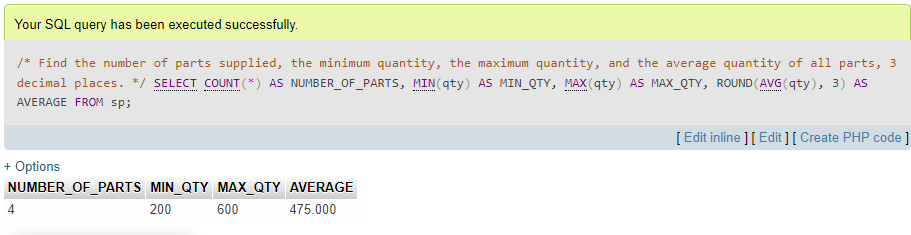 Your SQL query has been executed successfully.
/* Find the number of parts supplied, the minimum quantity, the maximum quantity, and the average quantity of all parts, 3
decimal places. */ SELECT COUNT(*) AS NUMBER_OF_PARTS, MIN(qty) AS MIN_QTY, MAX(qty) AS MAX_QTY, ROUND(AVG(qty), 3) AS
AVERAGE FROM sp;
[ Edit inline ] [ Edit ] [ Create PHP code ]
+ Options
NUMBER_OF_PARTS MIN_QTY MAX_QTY AVERAGE
4 200 600 475.000